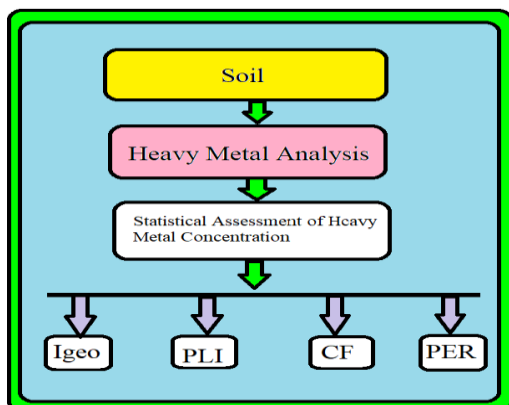 Soil
Heavy Metal Analysis
Statistical Assessment of Heavy
Metal Concentration
Igeo
PLI
CF
PER